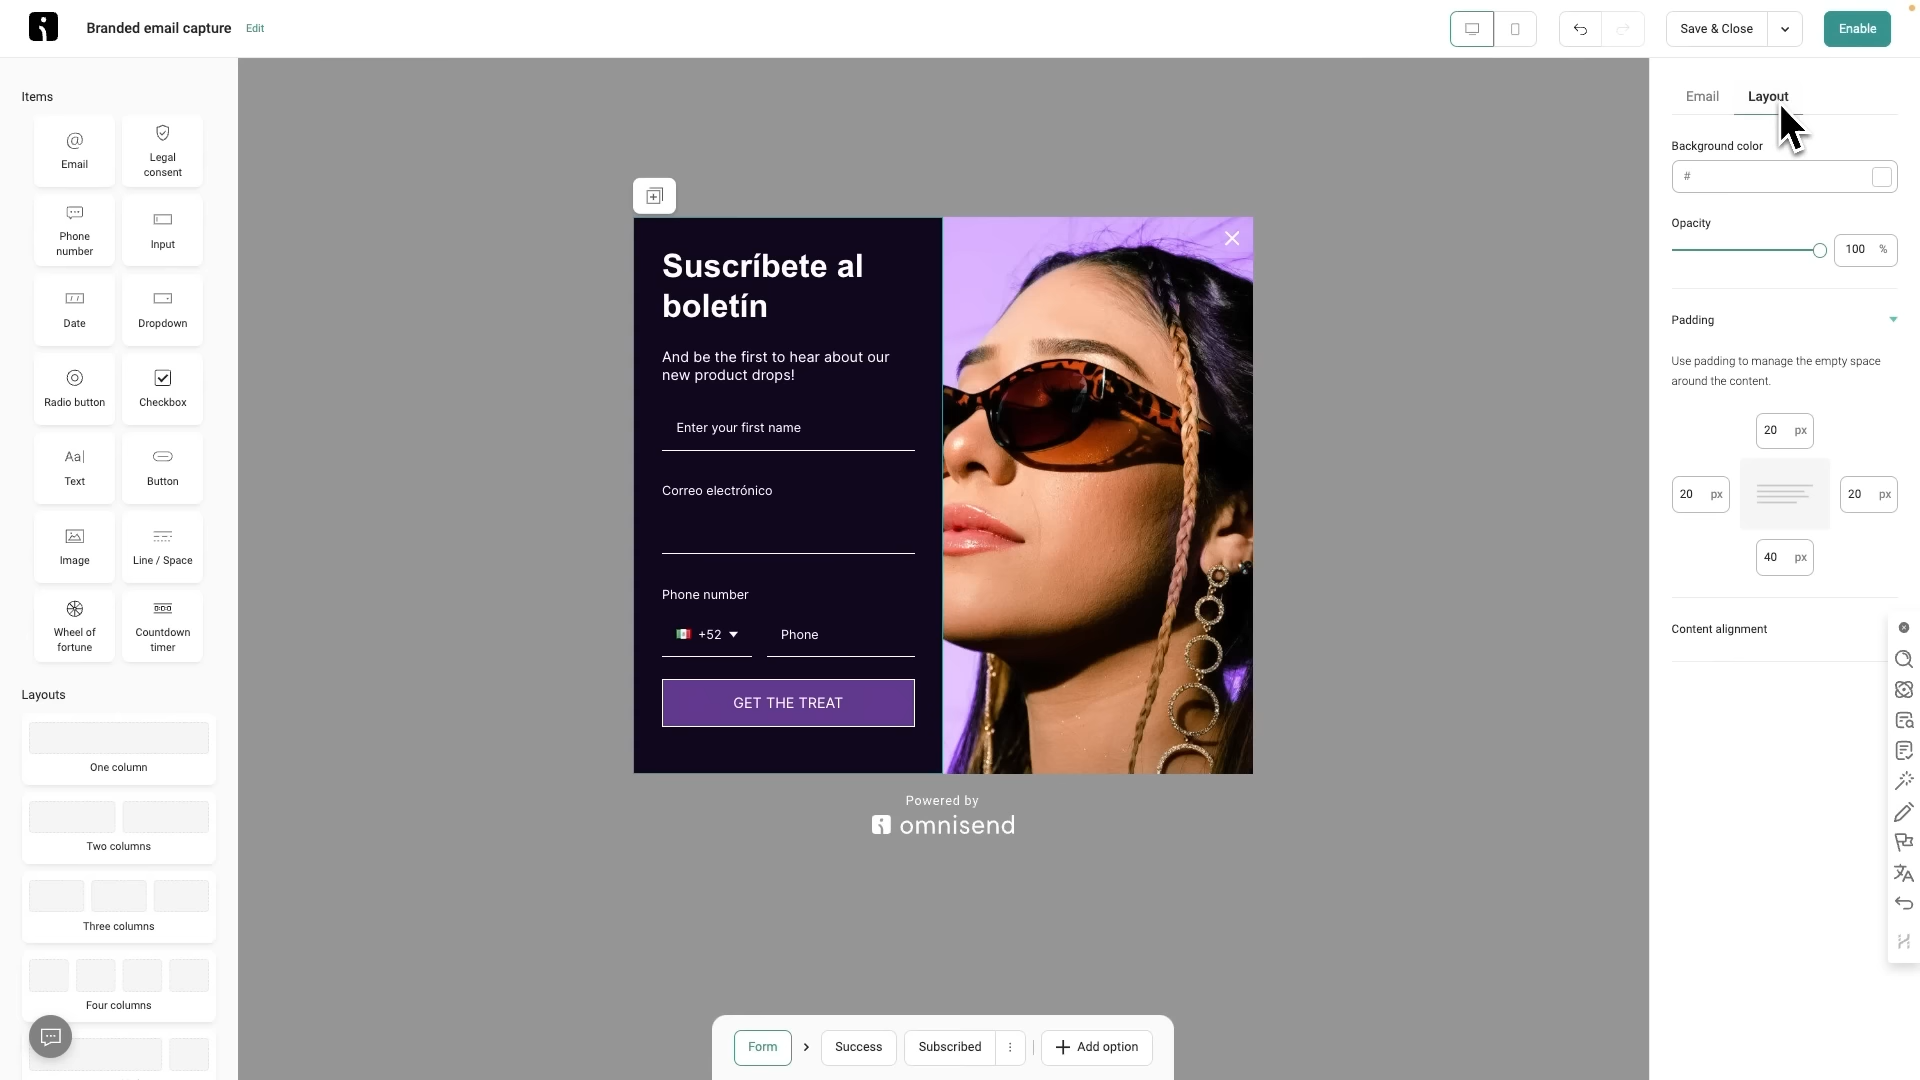 Branded email capture Edit
Save & Close
Enable
Items
@
Email
Legal
consent
Phone
number
Input
Date
Dropdown
Radio button
Checkbox
Aa|
Text
Button
Image
Line / Space
Wheel of
fortune
Countdown
timer
Layouts
One column
Two columns
Three columns
Four columns
Suscríbete al
boletín
And be the first to hear about our
new product drops!
Enter your first name
Correo electrónico
Phone number
+52
Phone
GET THE TREAT
Powered by
omnisend
Form
Success
Subscribed
Add option
Email
Layout
Background color
#
Opacity
100 %
Padding
Use padding to manage the empty space
around the content.
20 px
20 px
20 px
40 px
Content alignment